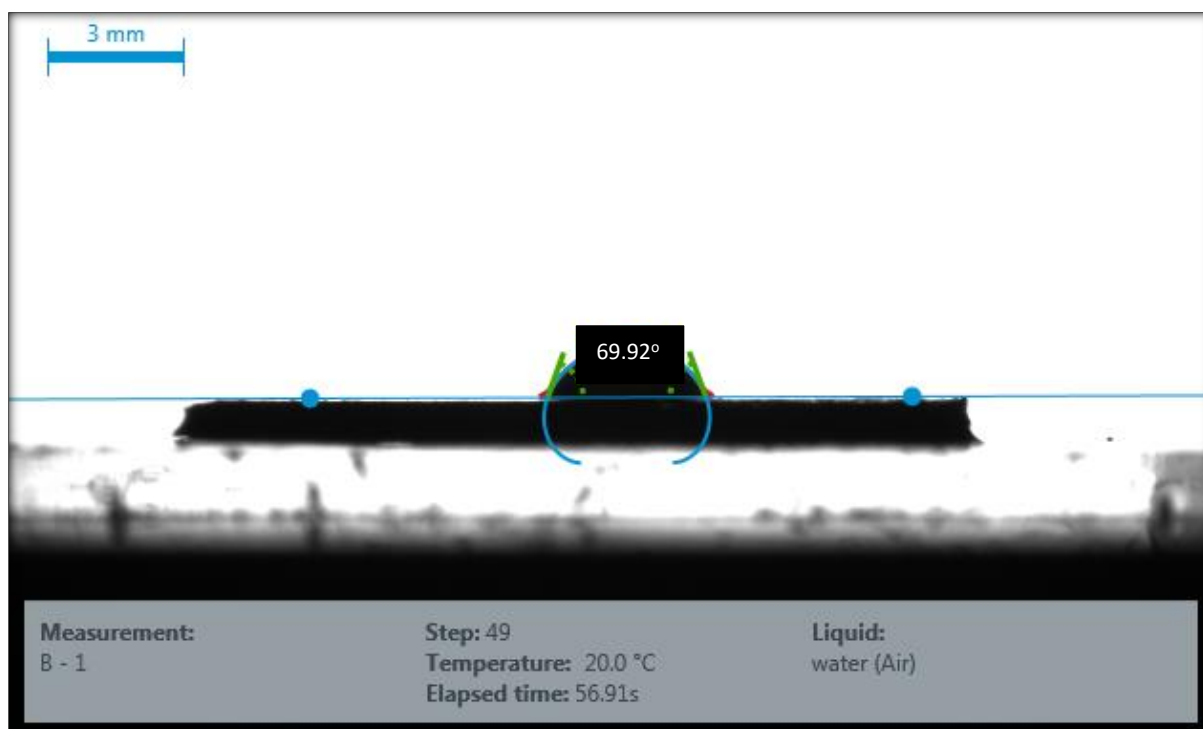 3 mm
69.92°
Measurement:
B - 1
Step: 49
Temperature: 20.0 °C
Elapsed time: 56.91s
Liquid:
water (Air)